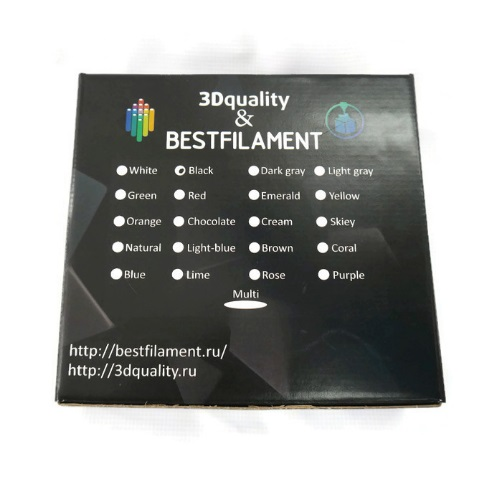 3Dquality
&
BESTFILAMENT
White Black Dark gray Light gray
Green Red Emerald Yellow
Orange Chocolate Cream Skiey
Natural Light-blue Brown Coral
Blue Lime Rose Purple
Multi
http://bestfilament.ru/
http://3dquality.ru